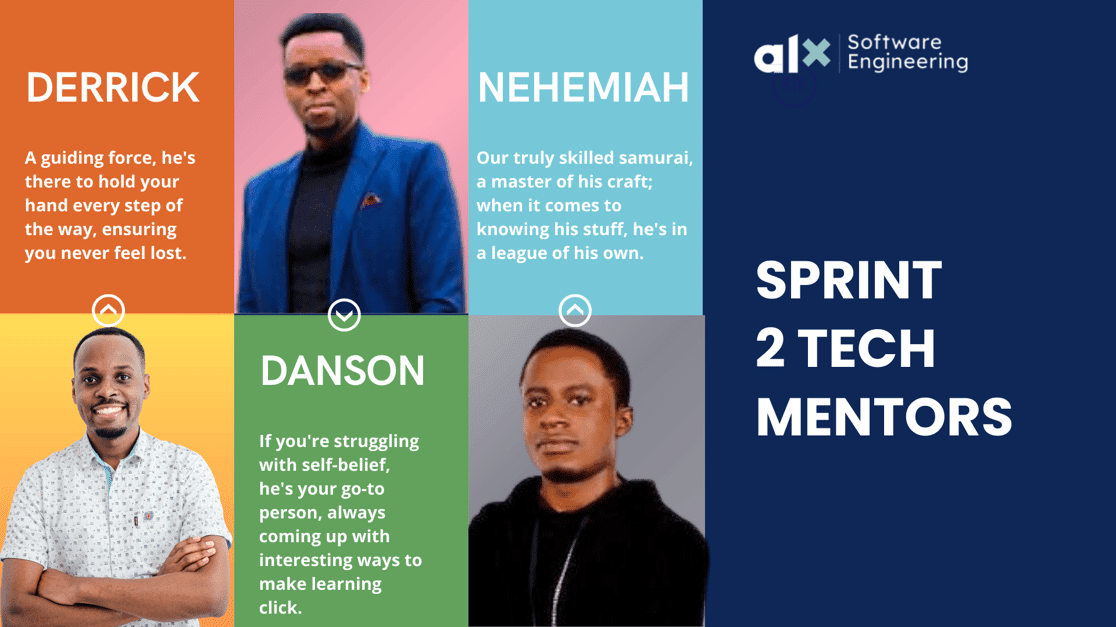 DERRICK
A guiding force, he's
there to hold your
hand every step of
the way, ensuring
you never feel lost.
DANSON
If you're struggling
with self-belief,
he's your go-to
person, always
coming up with
interesting ways to
make learning
click.
NEHEMIAH
Our truly skilled samurai,
a master of his craft;
when it comes to
knowing his stuff, he's in
a league of his own.
alx
Software
Engineering
SPRINT
2 TECH
MENTORS